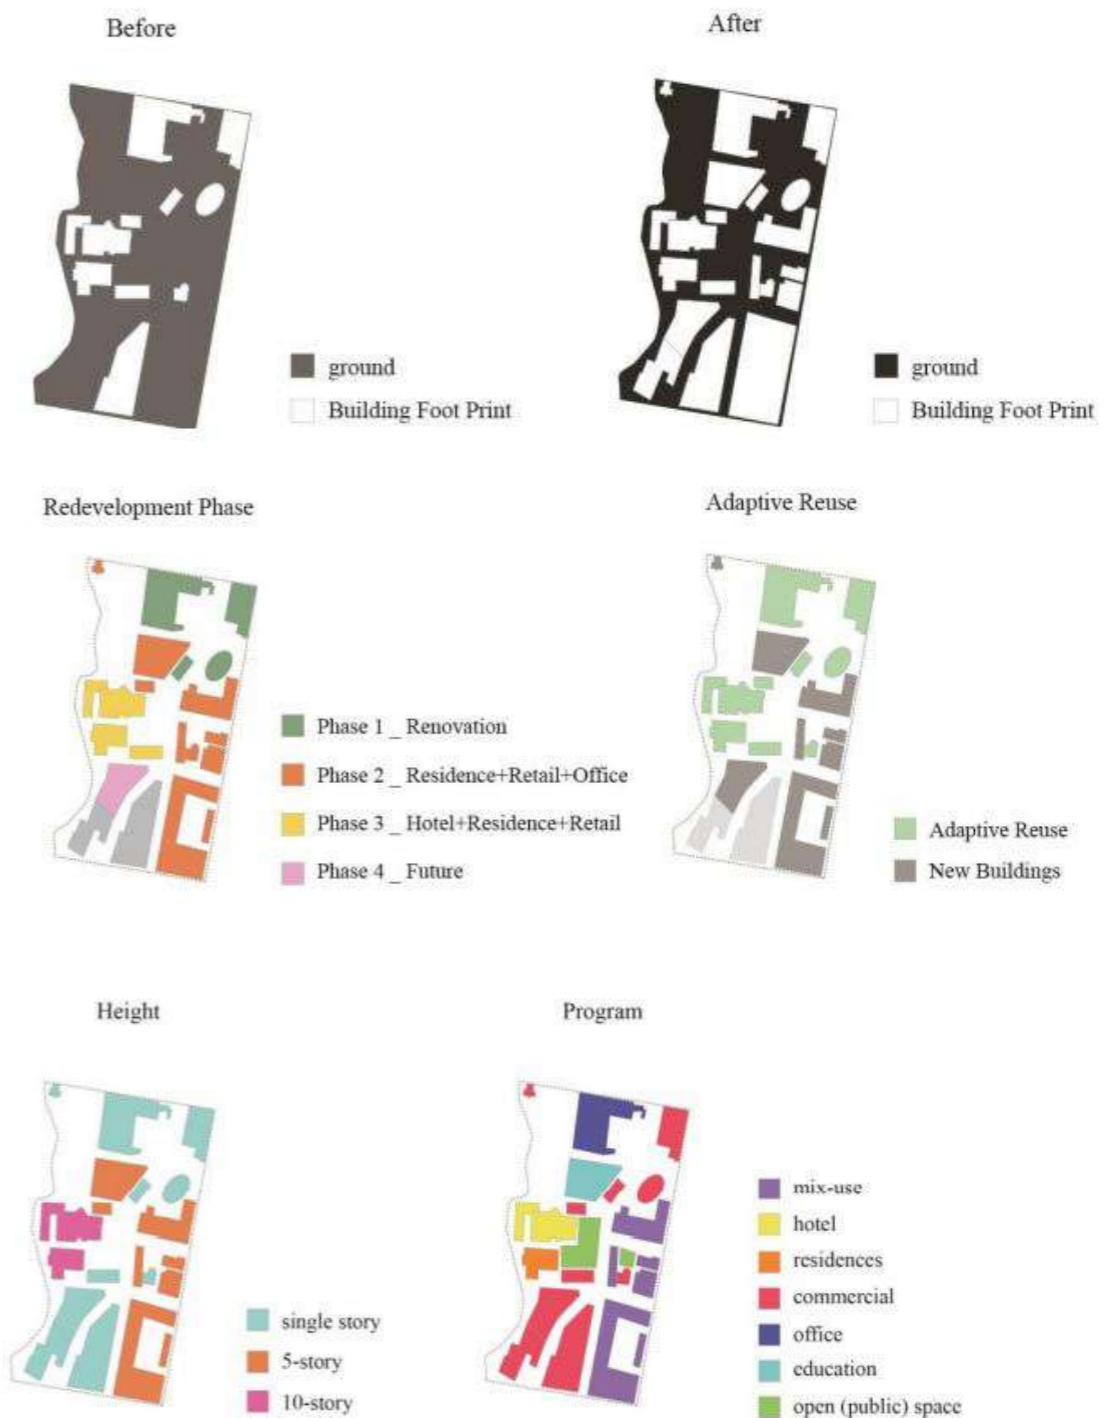 Before
After
ground
Building Foot Print
ground
Building Foot Print
Redevelopment Phase
Adaptive Reuse
Phase 1 _ Renovation
Phase 2 _ Residence+Retail+Office
Phase 3 _ Hotel+Residence+Retail
Phase 4 _ Future
Adaptive Reuse
New Buildings
Height
Program
single story
5-story
10-story
mix-use
hotel
residences
commercial
office
education
open (public) space